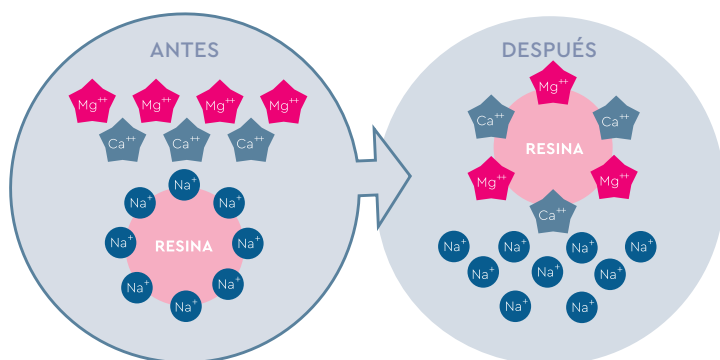 ANTES
Mg++ Mg++ Mg++ Mg++
Ca++ Ca++ Ca++
Na+
Na+ Na+
Na+ RESINA Na+
Na+ Na+
Na+
DESPUÉS
Mg++
Ca++ Ca++
RESINA
Mg++ Mg++
Ca++
Na+ Na+ Na+ Na+
Na+ Na+ Na+
Na+ Na+